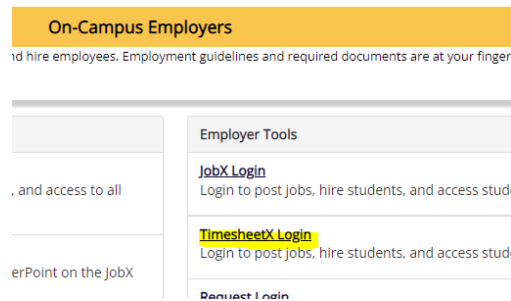 On-Campus Employers
nd hire employees. Employment guidelines and required documents are at your finger
Employer Tools
JobX Login
, and access to all
Login to post jobs, hire students, and access stud
TimesheetX Login
Login to post jobs, hire students, and access stud
erPoint on the JobX
Request Login